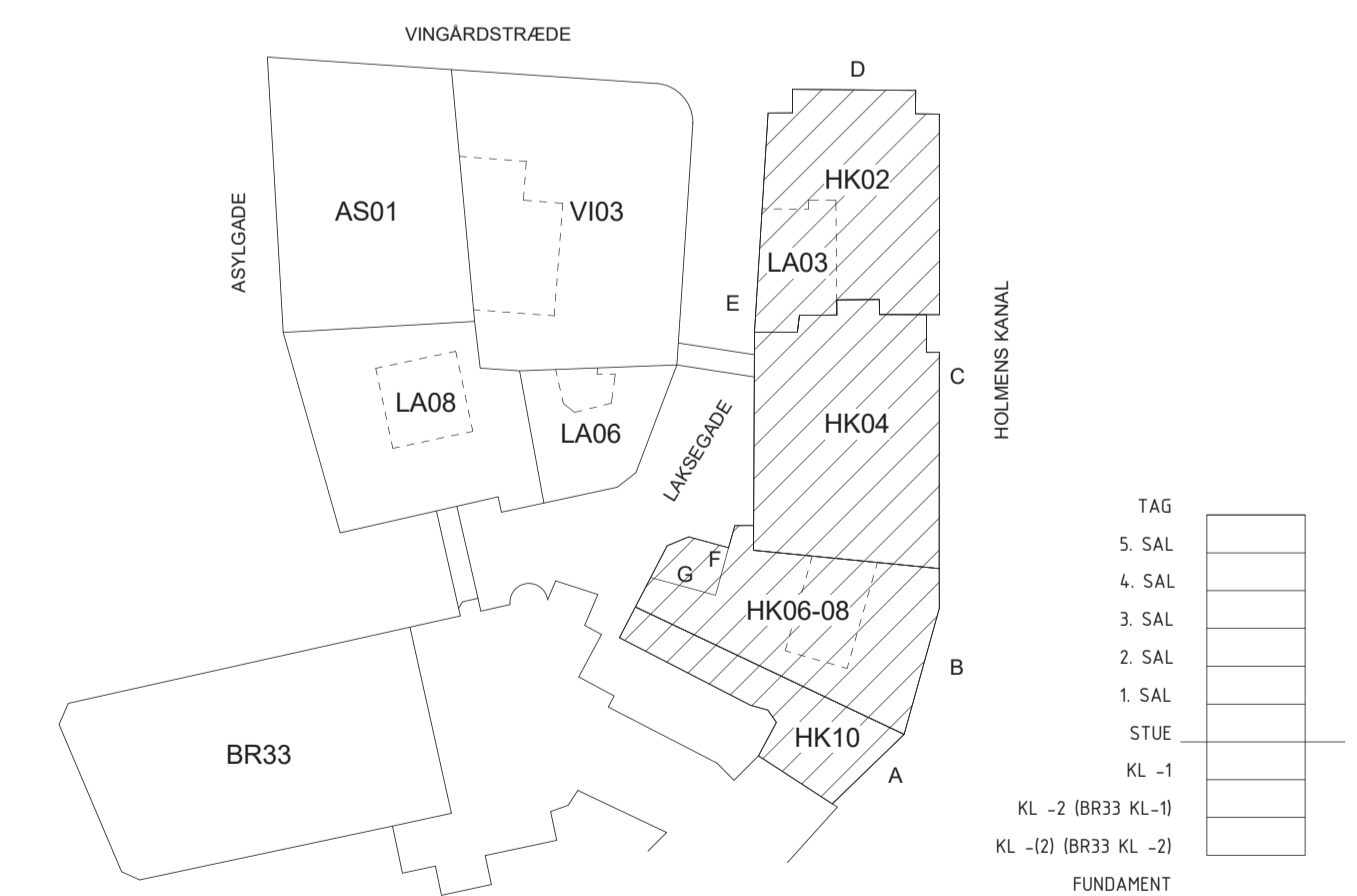 VINGÅRDSTRÆDE
D
HK02
AS01
VI03
ASYLGADE
LA03
E
HOLMENS KANAL
C
LA08
HK04
LA06
LAKSEGADE
F
G
HK06-08
B
HK10
BR33
A
TAG
5. SAL
4. SAL
3. SAL
2. SAL
1. SAL
STUE
KL -1
KL -2 (BR33 KL-1)
KL -(2) (BR33 KL -2)
FUNDAMENT